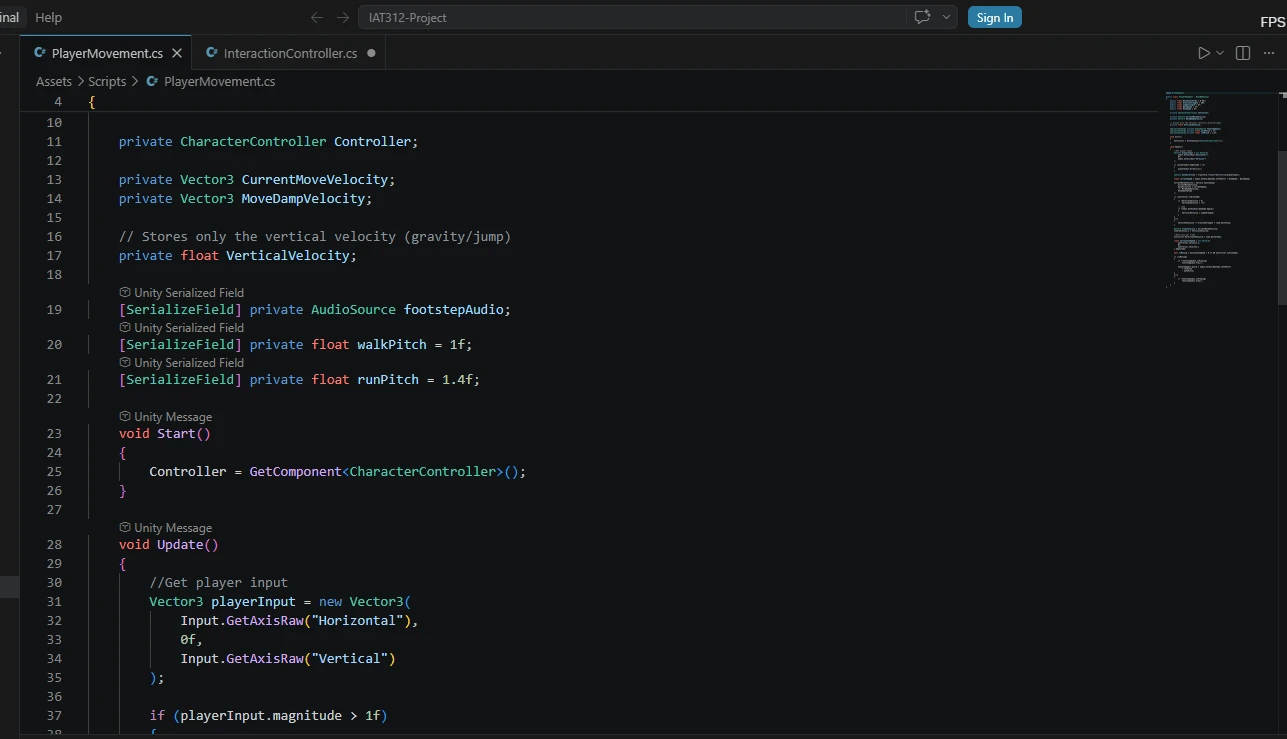 inal Help IAT312-Project Sign In FPS
PlayerMovement.cs InteractionController.cs
Assets > Scripts > PlayerMovement.cs
4 {
10
11 private CharacterController Controller;
12
13 private Vector3 CurrentMoveVelocity;
14 private Vector3 MoveDampVelocity;
15
16 // Stores only the vertical velocity (gravity/jump)
17 private float VerticalVelocity;
18
Unity Serialized Field
19 [SerializeField] private AudioSource footstepAudio;
Unity Serialized Field
20 [SerializeField] private float walkPitch = 1f;
Unity Serialized Field
21 [SerializeField] private float runPitch = 1.4f;
22
Unity Message
23 void Start()
24 {
25 Controller = GetComponent<CharacterController>();
26 }
27
Unity Message
28 void Update()
29 {
30 //Get player input
31 Vector3 playerInput = new Vector3(
32 Input.GetAxisRaw("Horizontal"),
33 0f,
34 Input.GetAxisRaw("Vertical")
35 );
36
37 if (playerInput.magnitude > 1f)
38 {